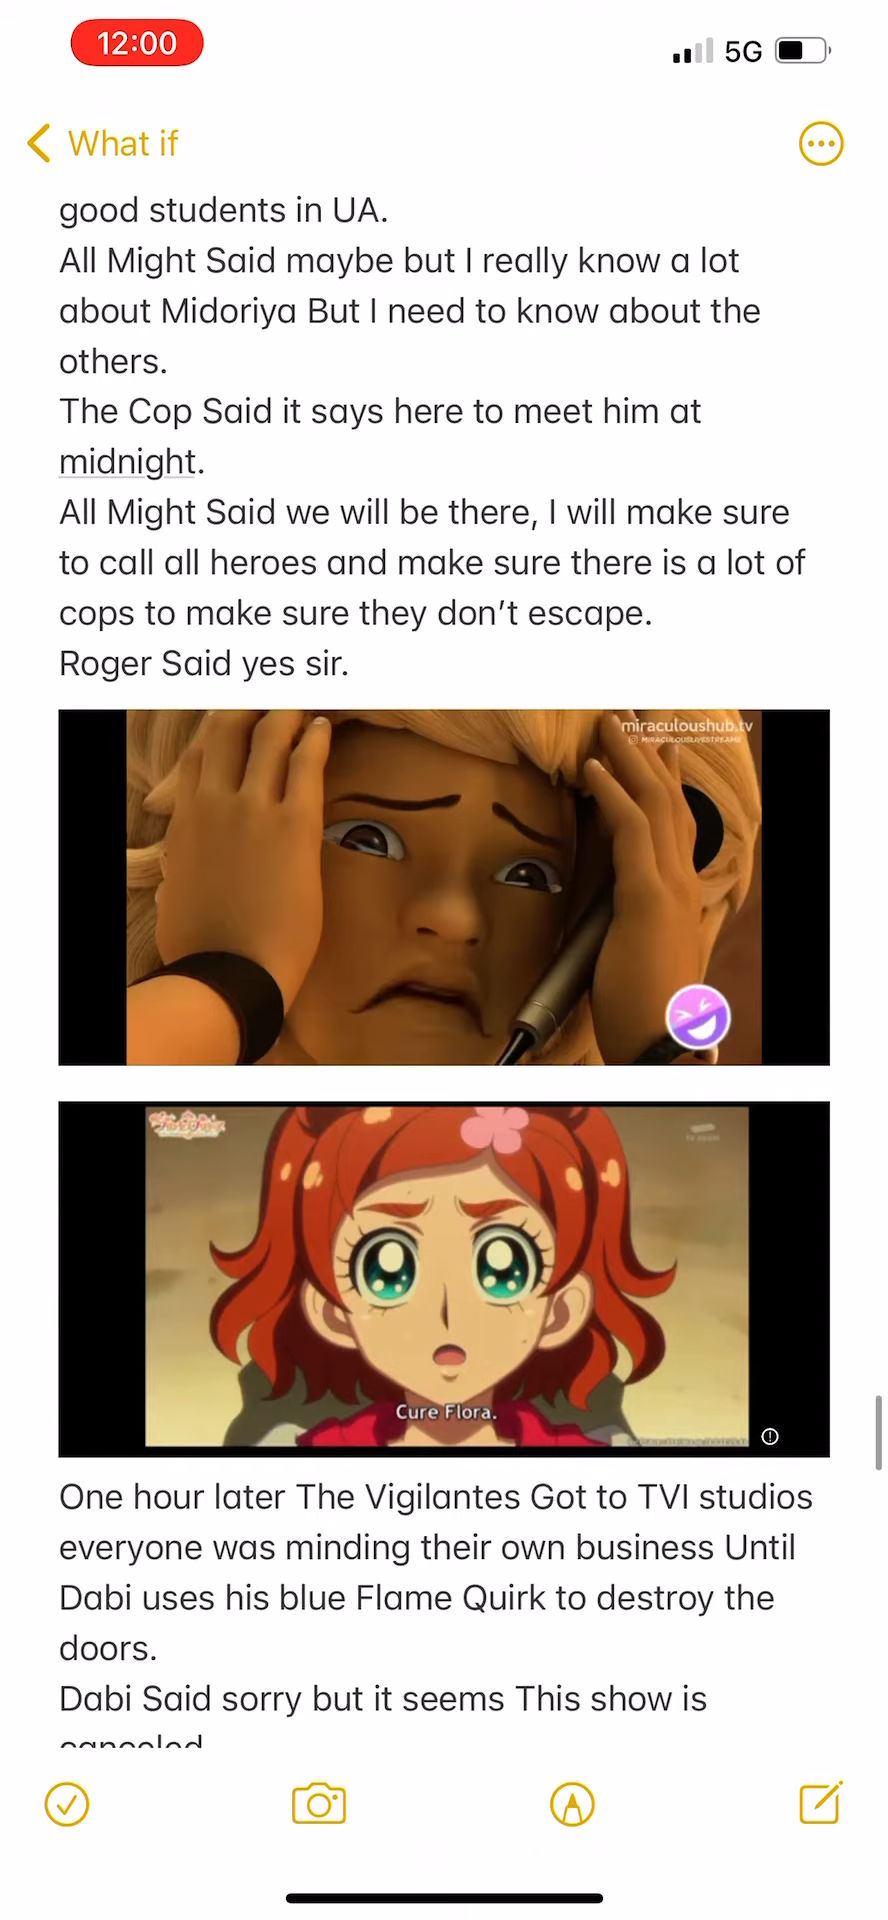 12:00
5G
What if
good students in UA.
All Might Said maybe but I really know a lot
about Midoriya But I need to know about the
others.
The Cop Said it says here to meet him at
midnight.
All Might Said we will be there, I will make sure
to call all heroes and make sure there is a lot of
cops to make sure they don't escape.
Roger Said yes sir.
miraculoushub.tv
MIRACULOUSLIVESTREAMS
Cure Flora.
One hour later The Vigilantes Got to TVI studios
everyone was minding their own business Until
Dabi uses his blue Flame Quirk to destroy the
doors.
Dabi Said sorry but it seems This show is
canceled